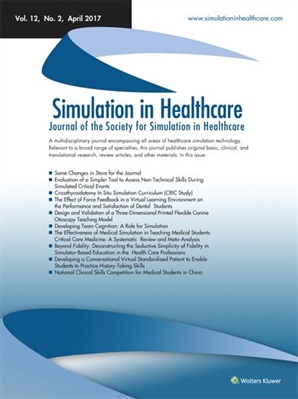 Vol. 12, No. 2, April 2017
www.simulationinhealthcare.com
Simulation in Healthcare
Journal of the Society for Simulation in Healthcare
A multidisciplinary journal encompassing all areas of healthcare simulation technology
Relevant to a broad range of specialties, this journal publishes original basic, clinical, and
translational research, review articles, and other materials. In this issue:
Some Changes in Store for the Journal
Evaluation of a Simpler Tool to Assess Non-Technical Skills During
Simulated Critical Events
Cricothyroidotomy In Situ Simulation Curriculum (CRIC Study)
The Effect of Force Feedback in a Virtual Learning Environment on
the Performance and Satisfaction of Dental Students
Design and Validation of a Three-Dimensional Printed Flexible Canine
Otoscopy Teaching Model
Developing Team Cognition: A Role for Simulation
The Effectiveness of Medical Simulation in Teaching Medical Students
Critical Care Medicine: A Systematic Review and Meta-Analysis
Beyond Fidelity: Deconstructing the Seductive Simplicity of Fidelity in
Simulator-Based Education in the Health Care Professions
Developing a Conversational Virtual Standardized Patient to Enable
Students to Practice History-Taking Skills
National Clinical Skills Competition for Medical Students in China
Wolters Kluwer